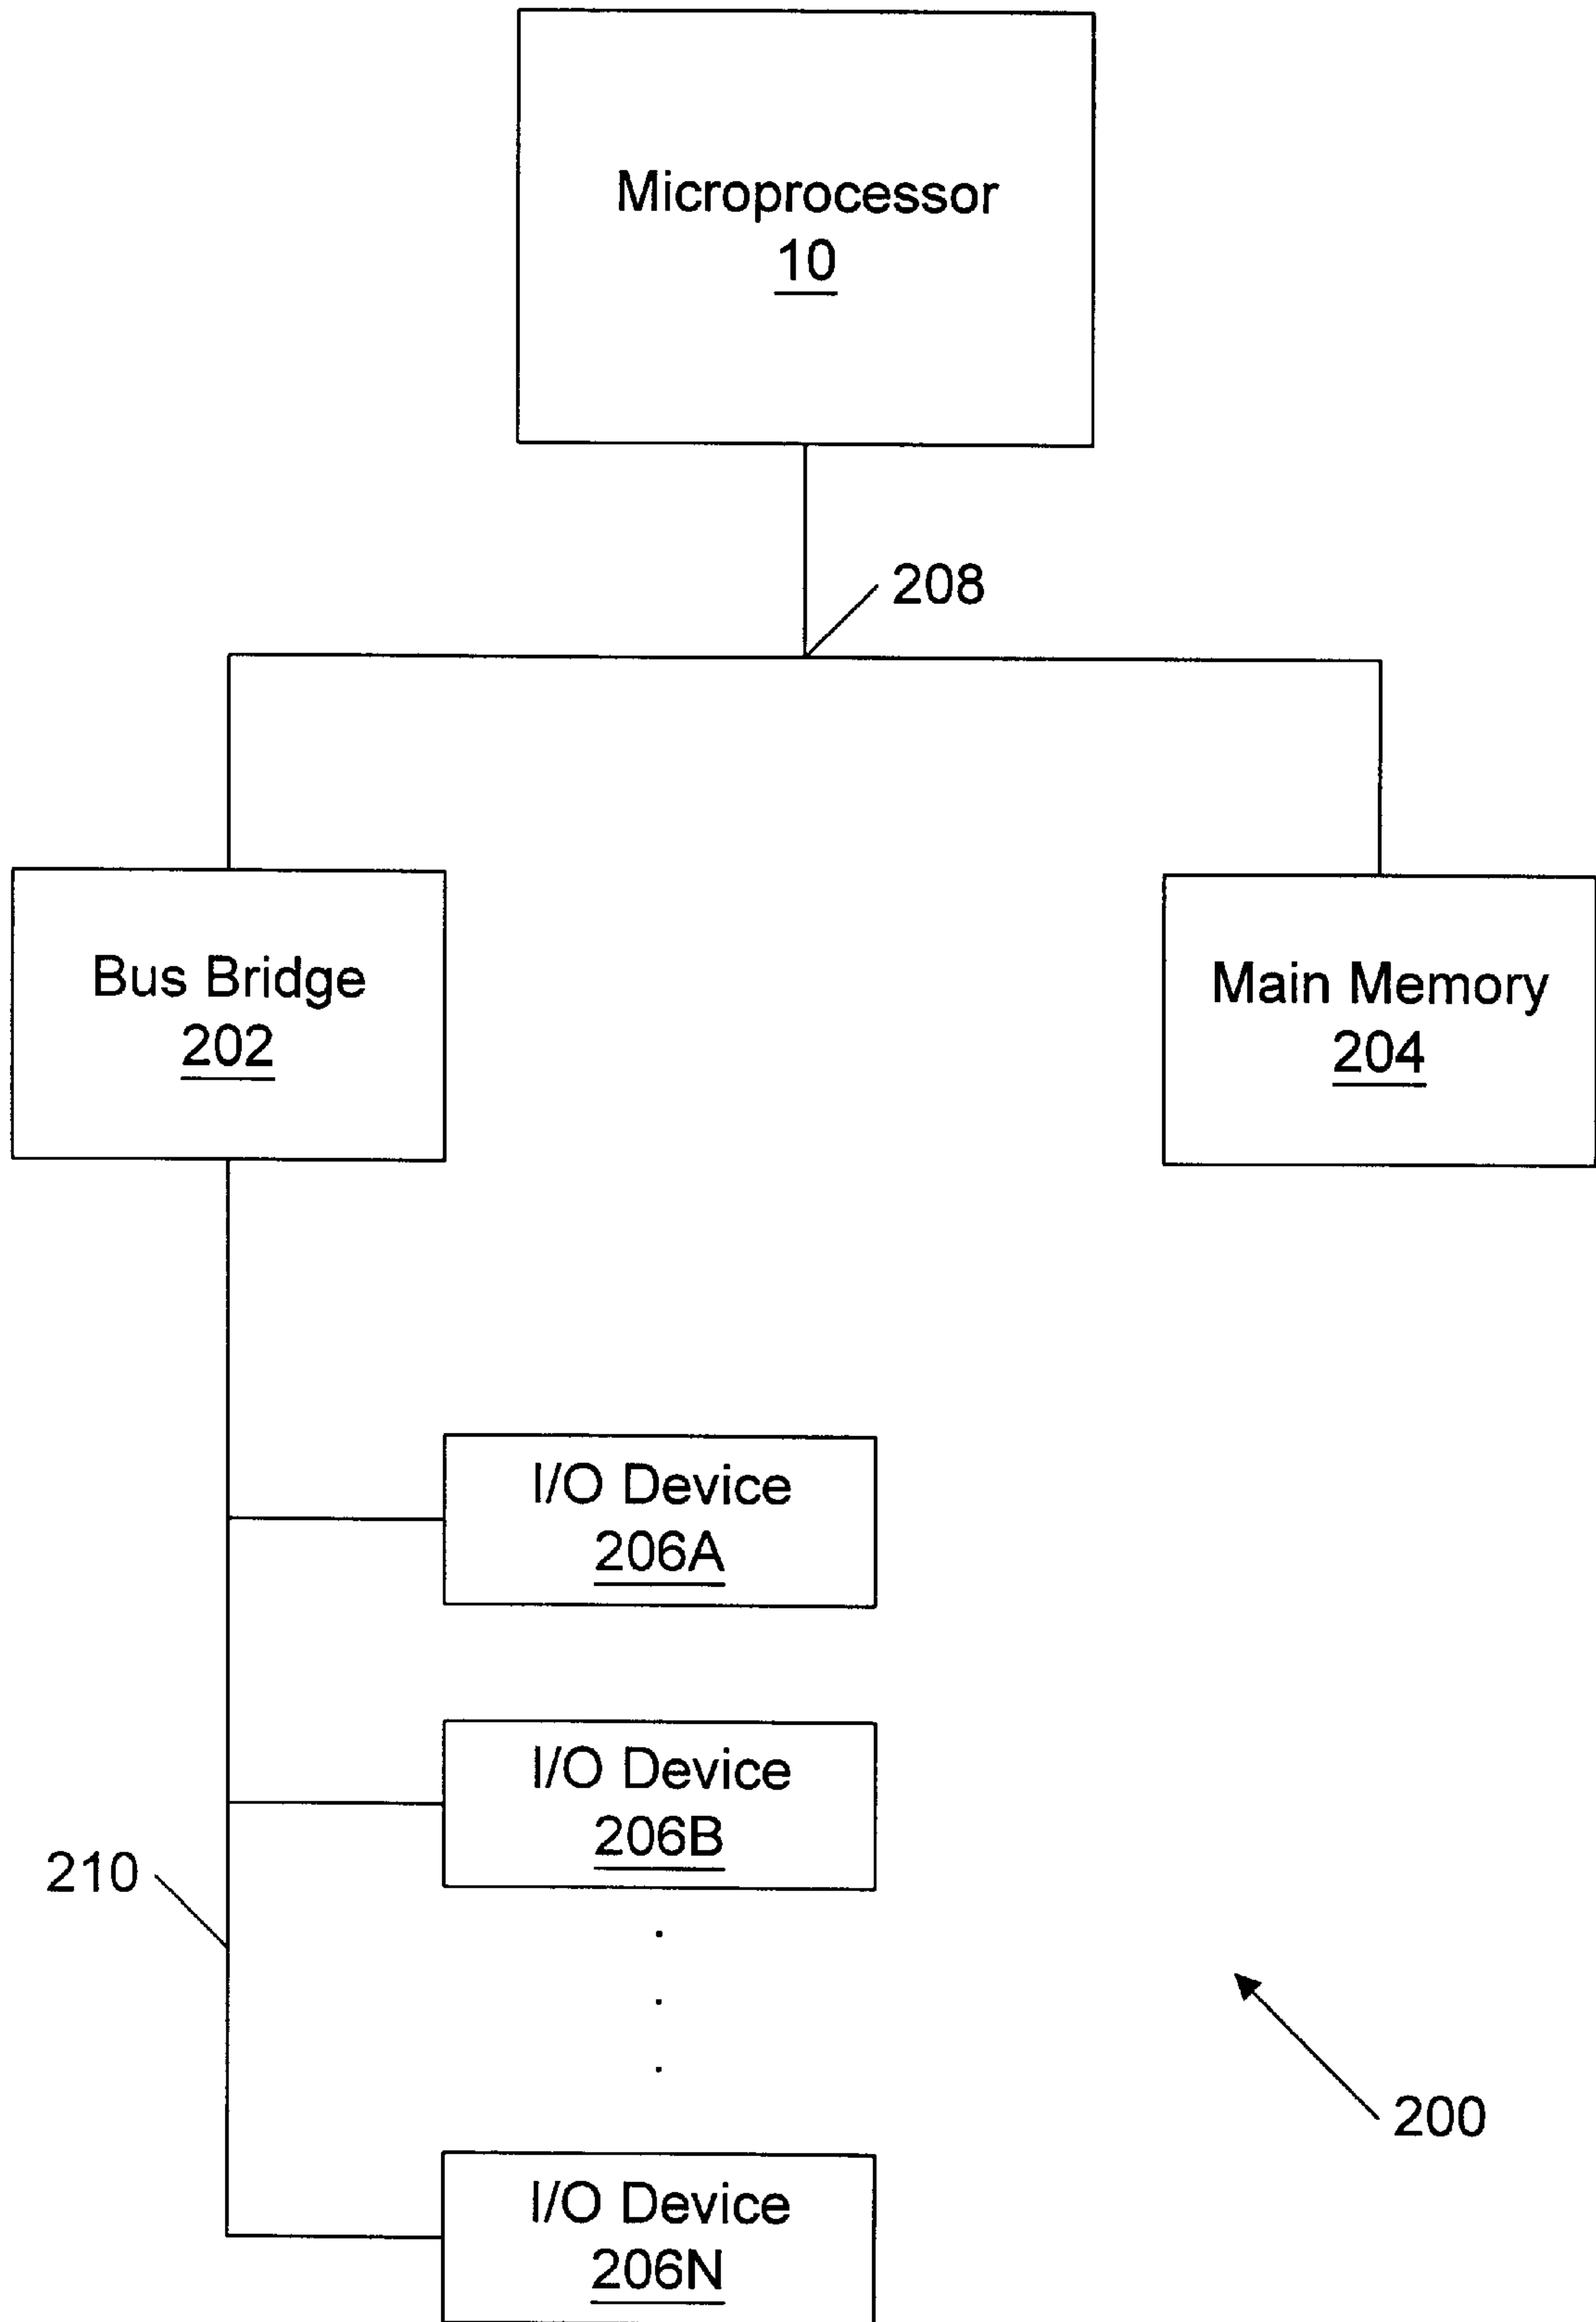 Microprocessor
10
208
Bus Bridge
202
Main Memory
204
I/O Device
206A
I/O Device
206B
210
200
I/O Device
206N